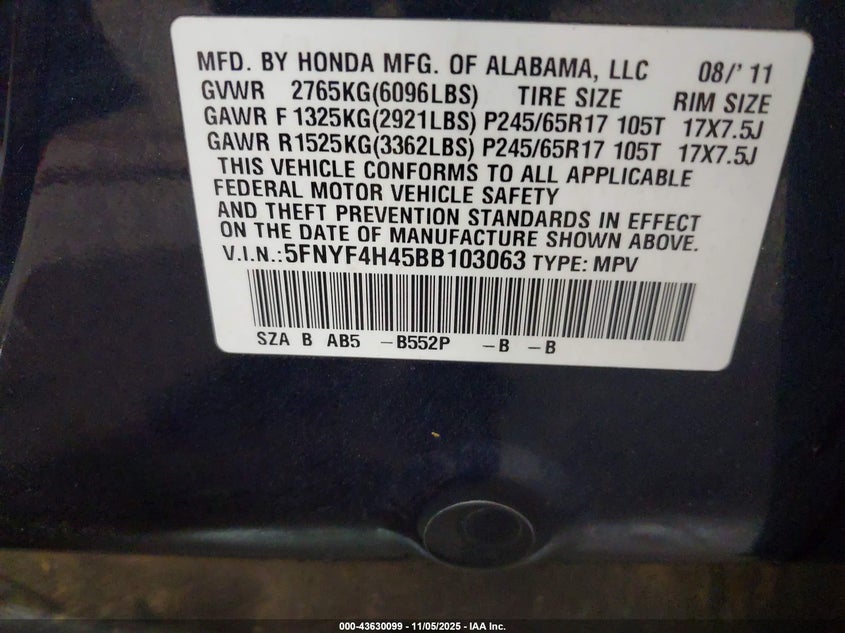 MFD. BY HONDA MFG. OF ALABAMA, LLC 08/'11
GVWR 2765KG(6096LBS) TIRE SIZE RIM SIZE
GAWR F 1325KG(2921LBS) P245/65R17 105T 17X7.5J
GAWR R1525KG(3362LBS) P245/65R17 105T 17X7.5J
THIS VEHICLE CONFORMS TO ALL APPLICABLE
FEDERAL MOTOR VEHICLE SAFETY
AND THEFT PREVENTION STANDARDS IN EFFECT
ON THE DATE OF MANUFACTURE SHOWN ABOVE.
V.I.N.:5FNYF4H45BB103063 TYPE: MPV
SZA B AB5 -B552P -B -B
000-43630099 - 11/05/2025 - IAA Inc.